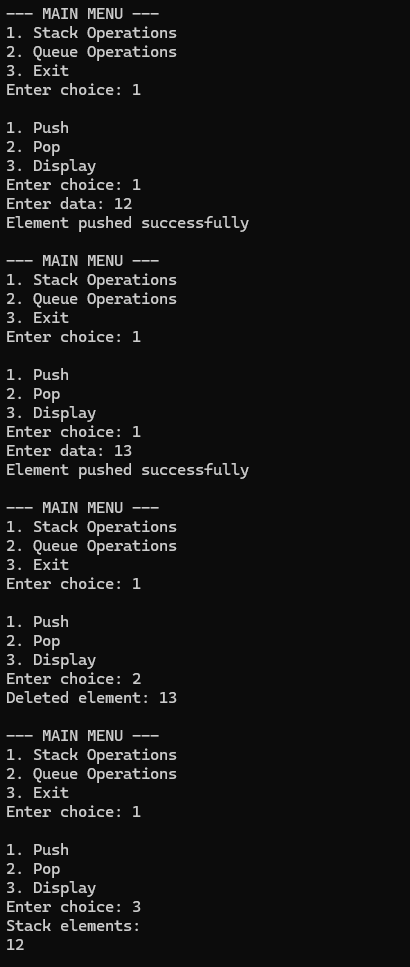 --- MAIN MENU ---
1. Stack Operations
2. Queue Operations
3. Exit
Enter choice: 1

1. Push
2. Pop
3. Display
Enter choice: 1
Enter data: 12
Element pushed successfully

--- MAIN MENU ---
1. Stack Operations
2. Queue Operations
3. Exit
Enter choice: 1

1. Push
2. Pop
3. Display
Enter choice: 1
Enter data: 13
Element pushed successfully

--- MAIN MENU ---
1. Stack Operations
2. Queue Operations
3. Exit
Enter choice: 1

1. Push
2. Pop
3. Display
Enter choice: 2
Deleted element: 13

--- MAIN MENU ---
1. Stack Operations
2. Queue Operations
3. Exit
Enter choice: 1

1. Push
2. Pop
3. Display
Enter choice: 3
Stack elements:
12